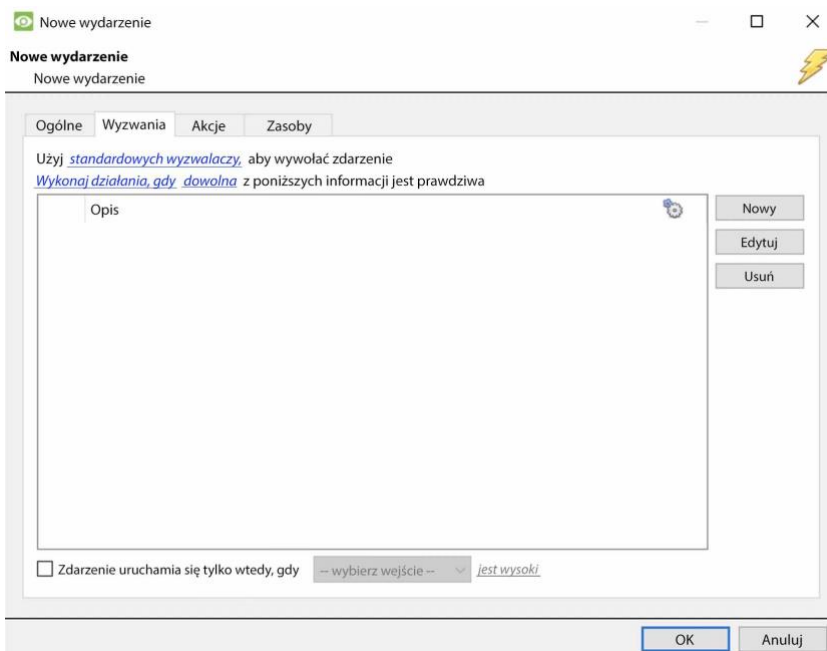 Nowe wydarzenie
Nowe wydarzenie
Nowe wydarzenie
Ogólne Wyzwania Akcje Zasoby
Użyj standardowych wyzwalaczy, aby wywołać zdarzenie
Wykonaj działania, gdy dowolna z poniższych informacji jest prawdziwa
Opis
Nowy
Edytuj
Usuń
Zdarzenie uruchamia się tylko wtedy, gdy -- wybierz wejście -- jest wysoki
OK Anuluj